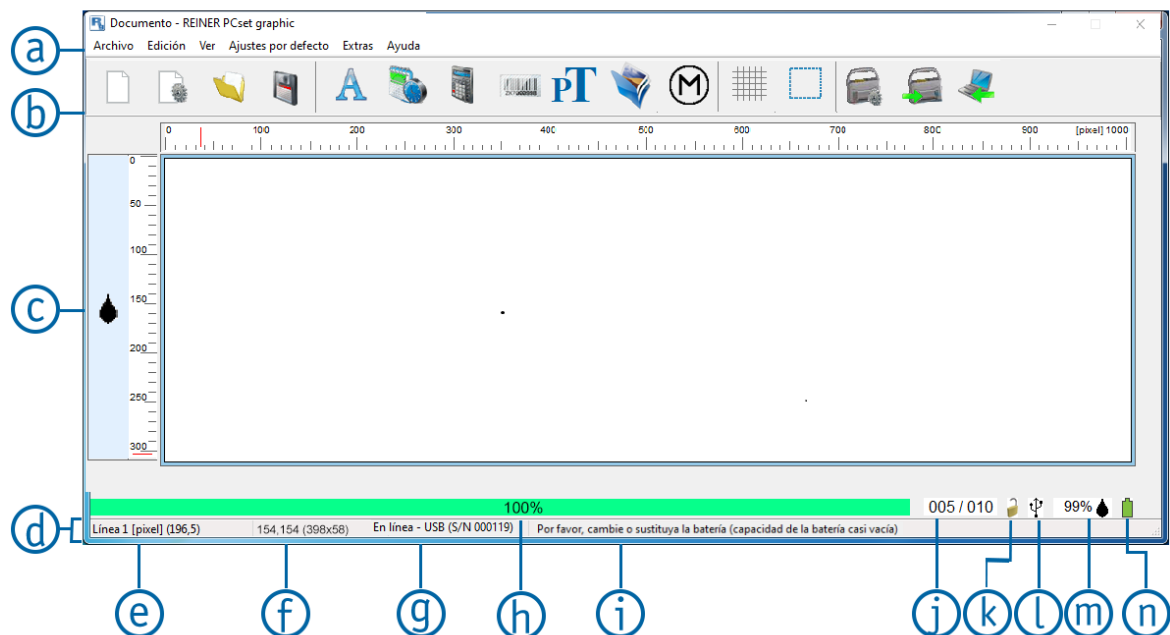 Documento - REINER PCset graphic
Archivo Edición Ver Ajustes por defecto Extras Ayuda
a
b
A PT M
0 100 200 300 400 500 600 700 800 900 [pixel] 1000
0
50
100
150
200
250
300
c
100% 005 / 010 99%
d
Línea 1 [pixel] (196,5) 154,154 (398x58) En línea - USB (S/N 000119) Por favor, cambie o sustituya la batería (capacidad de la batería casi vacía)
e f g h i j k l m n